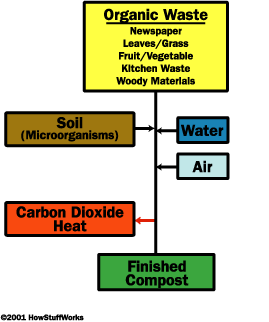 Organic Waste
Newspaper
Leaves/Grass
Fruit/Vegetable
Kitchen Waste
Woody Materials
Soil
(Microorganisms)
Water
Air
Carbon Dioxide
Heat
Finished
Compost
©2001 HowStuffWorks